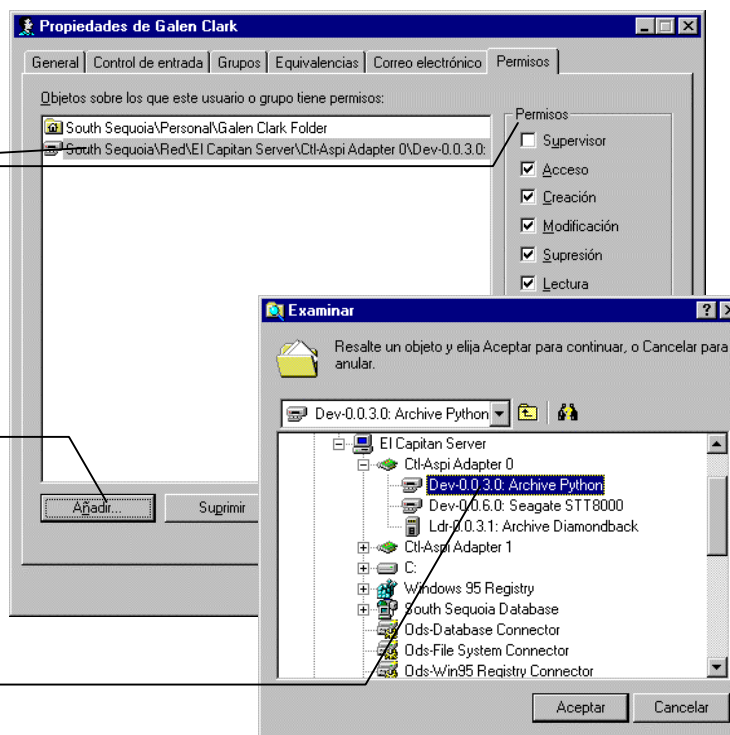 Propiedades de Galen Clark
General
Control de entrada
Grupos
Equivalencias
Correo electrónico
Permisos
Objetos sobre los que este usuario o grupo tiene permisos:
South Sequoia\Personal\Galen Clark Folder
South Sequoia\Red\El Capitan Server\Ctl-Aspi Adapter 0\Dev-0.0.3.0:
Permisos
Supervisor
Acceso
Creación
Modificación
Supresión
Lectura
Añadir...
Suprimir
Examinar
Resalte un objeto y elija Aceptar para continuar, o Cancelar para
anular.
Dev-0.0.3.0: Archive Python
El Capitan Server
Ctl-Aspi Adapter 0
Dev-0.0.3.0: Archive Python
Dev-0.0.6.0: Seagate STT8000
Ldr-0.0.3.1: Archive Diamondback
Ctl-Aspi Adapter 1
C:
Windows 95 Registry
South Sequoia Database
Ods-Database Connector
Ods-File System Connector
Ods-Win95 Registry Connector
Aceptar
Cancelar